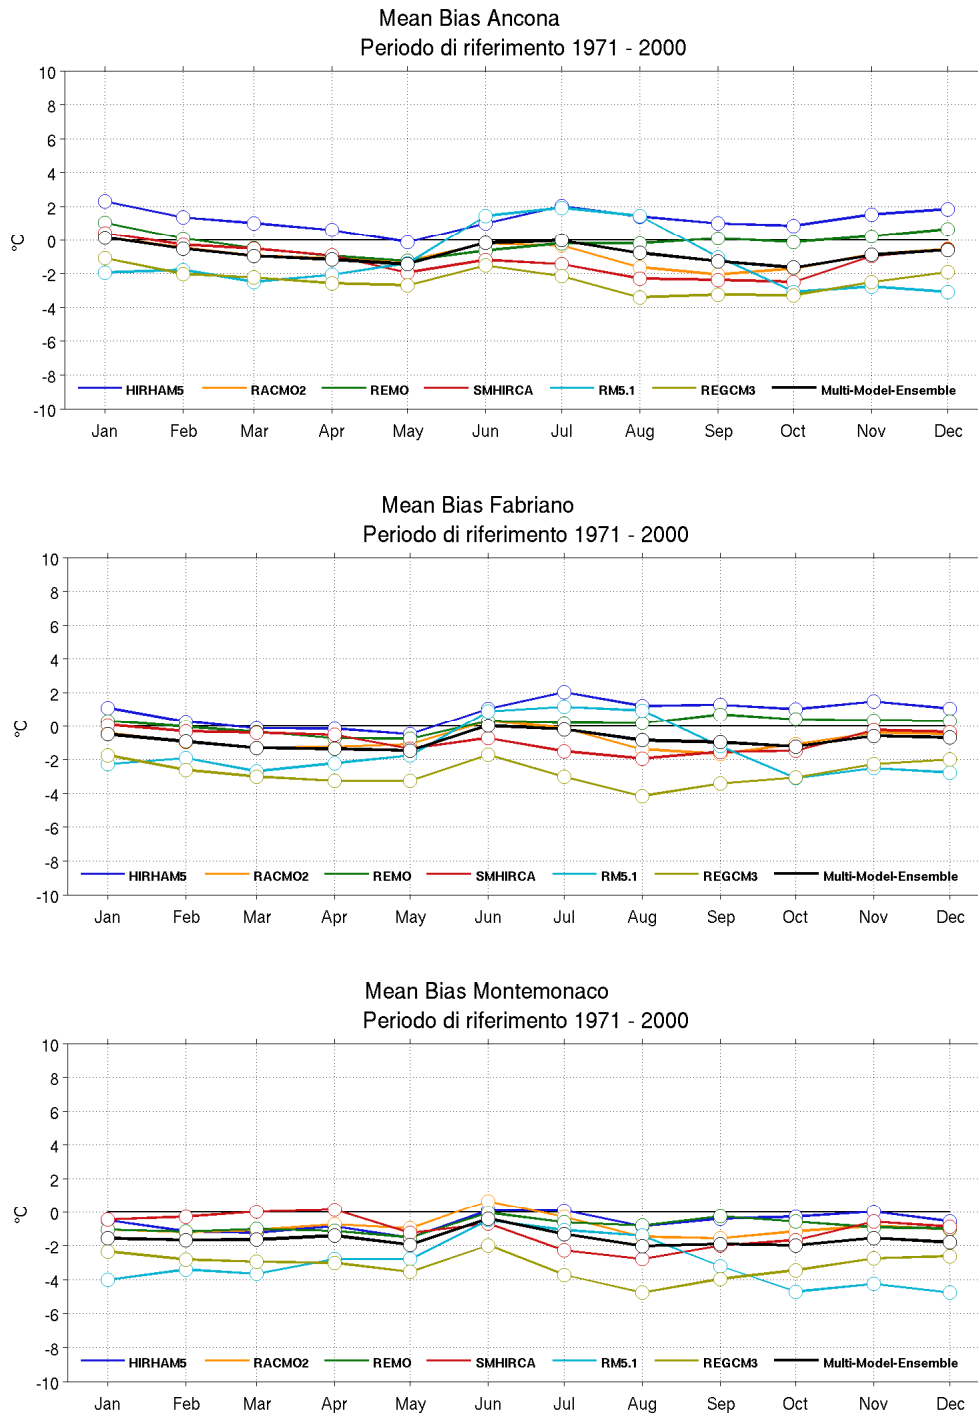 Mean Bias Ancona
Periodo di riferimento 1971 - 2000
10
8
6
4
2
0
-2
-4
-6
-8
-10
°C
HIRHAM5 RACMO2 REMO SMHIRCA RM5.1 REGCM3 Multi-Model-Ensemble
Jan Feb Mar Apr May Jun Jul Aug Sep Oct Nov Dec
Mean Bias Fabriano
Periodo di riferimento 1971 - 2000
10
8
6
4
2
0
-2
-4
-6
-8
-10
°C
HIRHAM5 RACMO2 REMO SMHIRCA RM5.1 REGCM3 Multi-Model-Ensemble
Jan Feb Mar Apr May Jun Jul Aug Sep Oct Nov Dec
Mean Bias Montemonaco
Periodo di riferimento 1971 - 2000
10
8
6
4
2
0
-2
-4
-6
-8
-10
°C
HIRHAM5 RACMO2 REMO SMHIRCA RM5.1 REGCM3 Multi-Model-Ensemble
Jan Feb Mar Apr May Jun Jul Aug Sep Oct Nov Dec